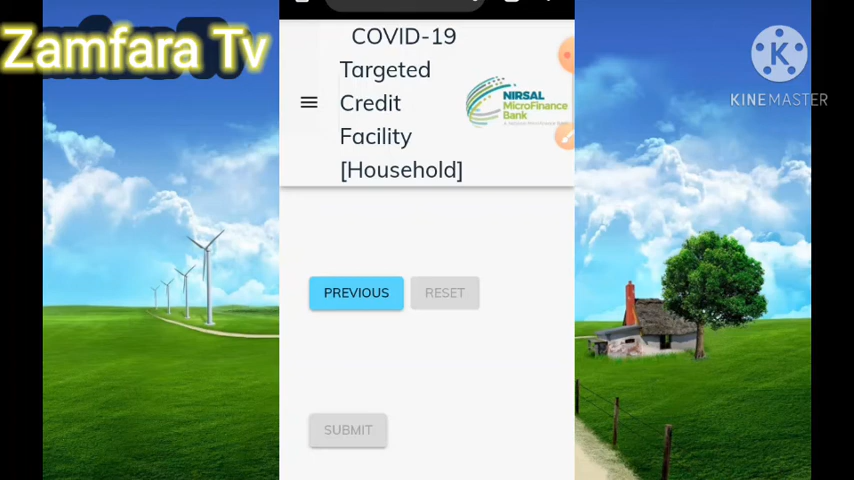 Zamfara Tv
COVID-19
Targeted
Credit
Facility
[Household]
NIRSAL
MicroFinance
Bank
K
KINEMASTER
PREVIOUS
RESET
SUBMIT